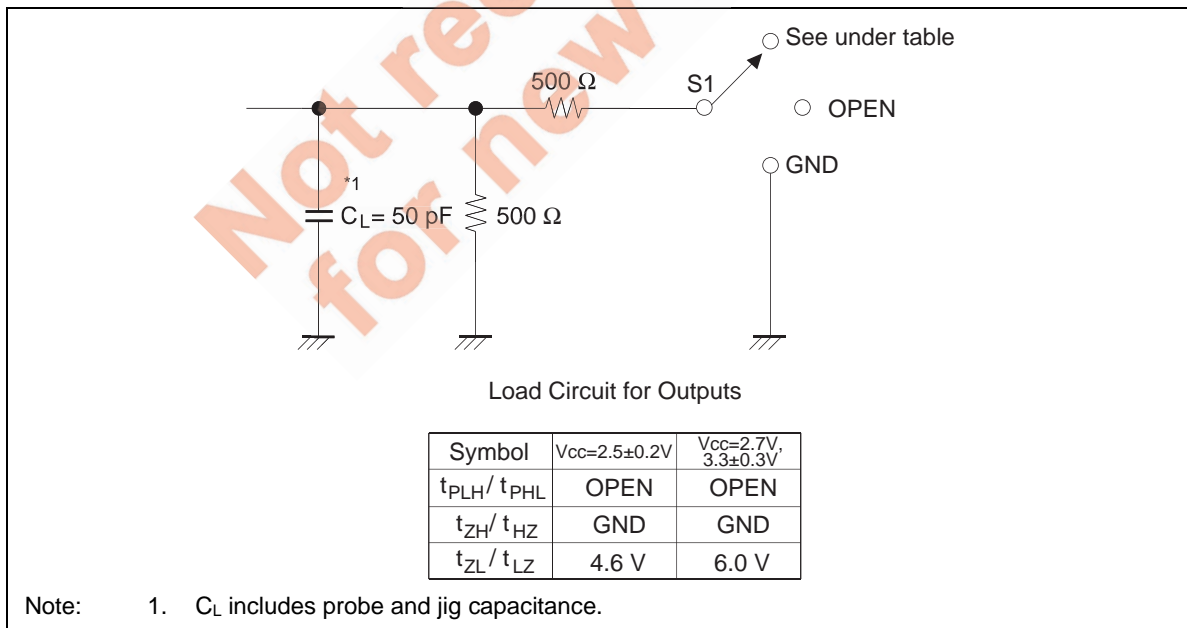 See under table
500 Ω
S1
OPEN
GND
*1
CL= 50 pF
500 Ω
Load Circuit for Outputs
Symbol Vcc=2.5±0.2V Vcc=2.7V, 3.3±0.3V
tPLH/ tPHL OPEN OPEN
tZH/ tHZ GND GND
tZL/ tLZ 4.6 V 6.0 V
Note: 1. CL includes probe and jig capacitance.
Not re
for new